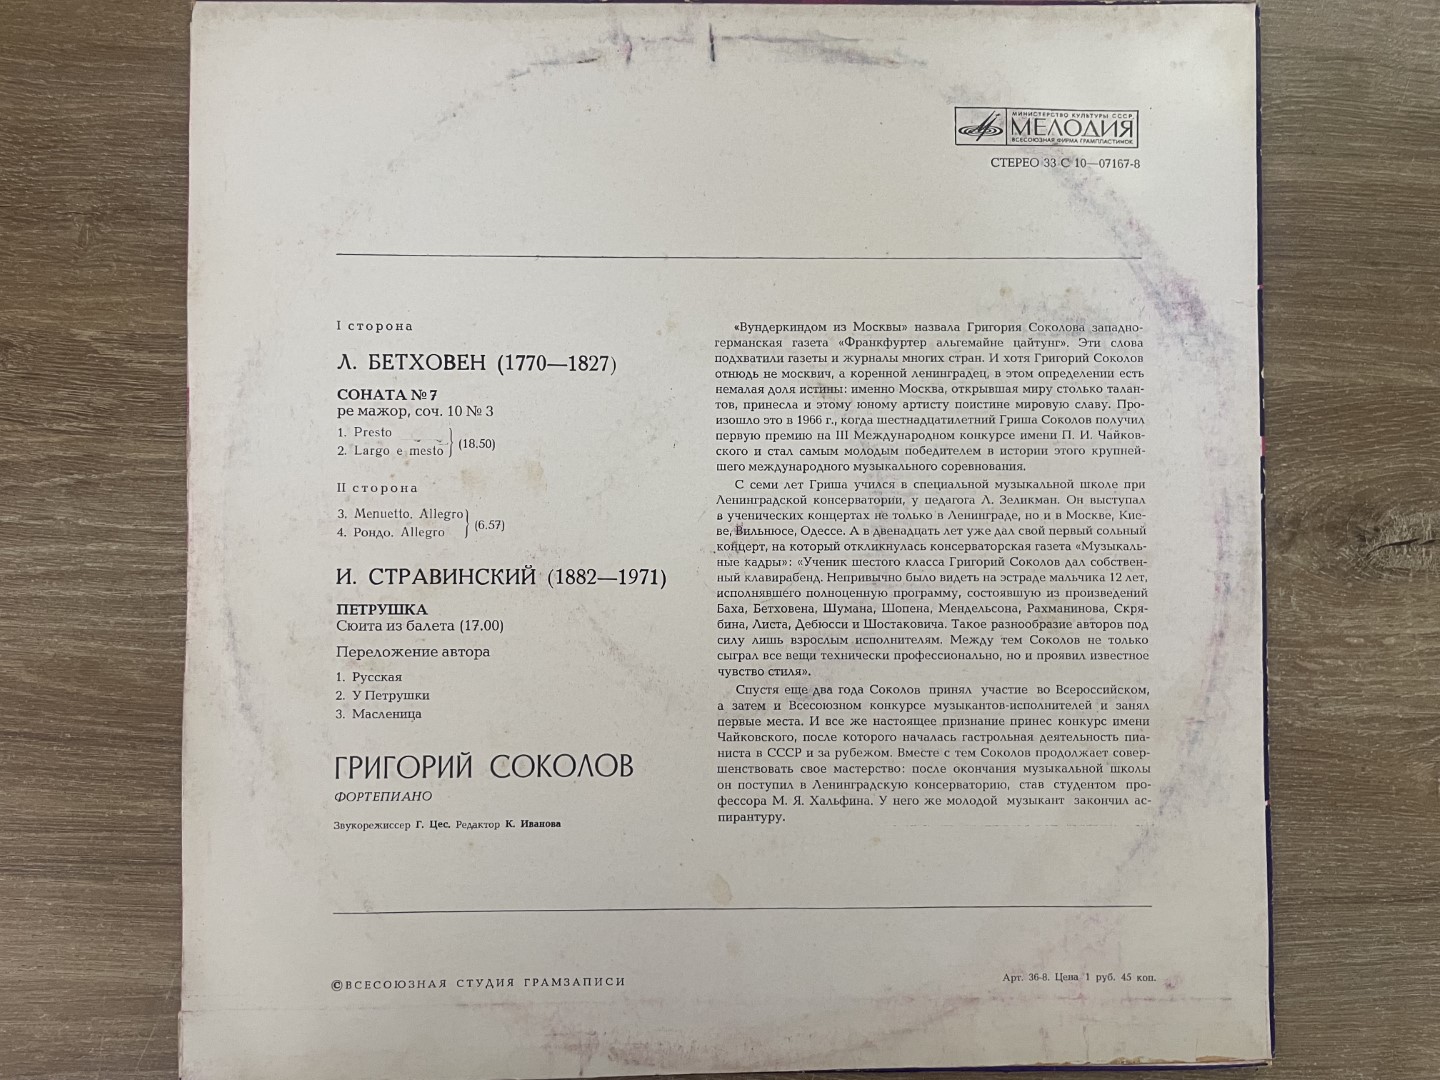 МИНИСТЕРСТВО КУЛЬТУРЫ СССР
МЕЛОДИЯ
ВСЕСОЮЗНАЯ ФИРМА ГРАМПЛАСТИНОК
СТЕРЕО 33 С 10—07167-8
I сторона
Л. БЕТХОВЕН (1770—1827)
СОНАТА № 7
ре мажор, соч. 10 № 3
1. Presto
2. Largo e mesto
(18.50)
II сторона
3. Menuetto. Allegro
4. Рондо. Allegro
(6.57)
И. СТРАВИНСКИЙ (1882—1971)
ПЕТРУШКА
Сюита из балета (17.00)
Переложение автора
1. Русская
2. У Петрушки
3. Масленица
ГРИГОРИЙ СОКОЛОВ
ФОРТЕПИАНО
Звукорежиссер Г. Цес. Редактор К. Иванова
«Вундеркиндом из Москвы» назвала Григория Соколова западно-
германская газета «Франкфуртер альгемайне цайтунг». Эти слова
подхватили газеты и журналы многих стран. И хотя Григорий Соколов
отнюдь не москвич, а коренной ленинградец, в этом определении есть
немалая доля истины: именно Москва, открывшая миру столько талан-
тов, принесла и этому юному артисту поистине мировую славу. Про-
изошло это в 1966 г., когда шестнадцатилетний Гриша Соколов получил
первую премию на III Международном конкурсе имени П. И. Чайков-
ского и стал самым молодым победителем в истории этого крупней-
шего международного музыкального соревнования.
С семи лет Гриша учился в специальной музыкальной школе при
Ленинградской консерватории, у педагога Л. Зеликман. Он выступал
в ученических концертах не только в Ленинграде, но и в Москве, Кие-
ве, Вильнюсе, Одессе. А в двенадцать лет уже дал свой первый сольный
концерт, на который откликнулась консерваторская газета «Музыкаль-
ные кадры»: «Ученик шестого класса Григорий Соколов дал собствен-
ный клавирабенд. Непривычно было видеть на эстраде мальчика 12 лет,
исполнявшего полноценную программу, состоявшую из произведений
Баха, Бетховена, Шумана, Шопена, Мендельсона, Рахманинова, Скря-
бина, Листа, Дебюсси и Шостаковича. Такое разнообразие авторов под
силу лишь взрослым исполнителям. Между тем Соколов не только
сыграл все вещи технически профессионально, но и проявил известное
чувство стиля».
Спустя еще два года Соколов принял участие во Всероссийском,
а затем и Всесоюзном конкурсе музыкантов-исполнителей и занял
первые места. И все же настоящее признание принес конкурс имени
Чайковского, после которого началась гастрольная деятельность пиа-
ниста в СССР и за рубежом. Вместе с тем Соколов продолжает совер-
шенствовать свое мастерство: после окончания музыкальной школы
он поступил в Ленинградскую консерваторию, став студентом про-
фессора М. Я. Хальфина. У него же молодой музыкант закончил ас-
пирантуру.
©ВСЕСОЮЗНАЯ СТУДИЯ ГРАМЗАПИСИ
Арт. 36-8. Цена 1 руб. 45 коп.